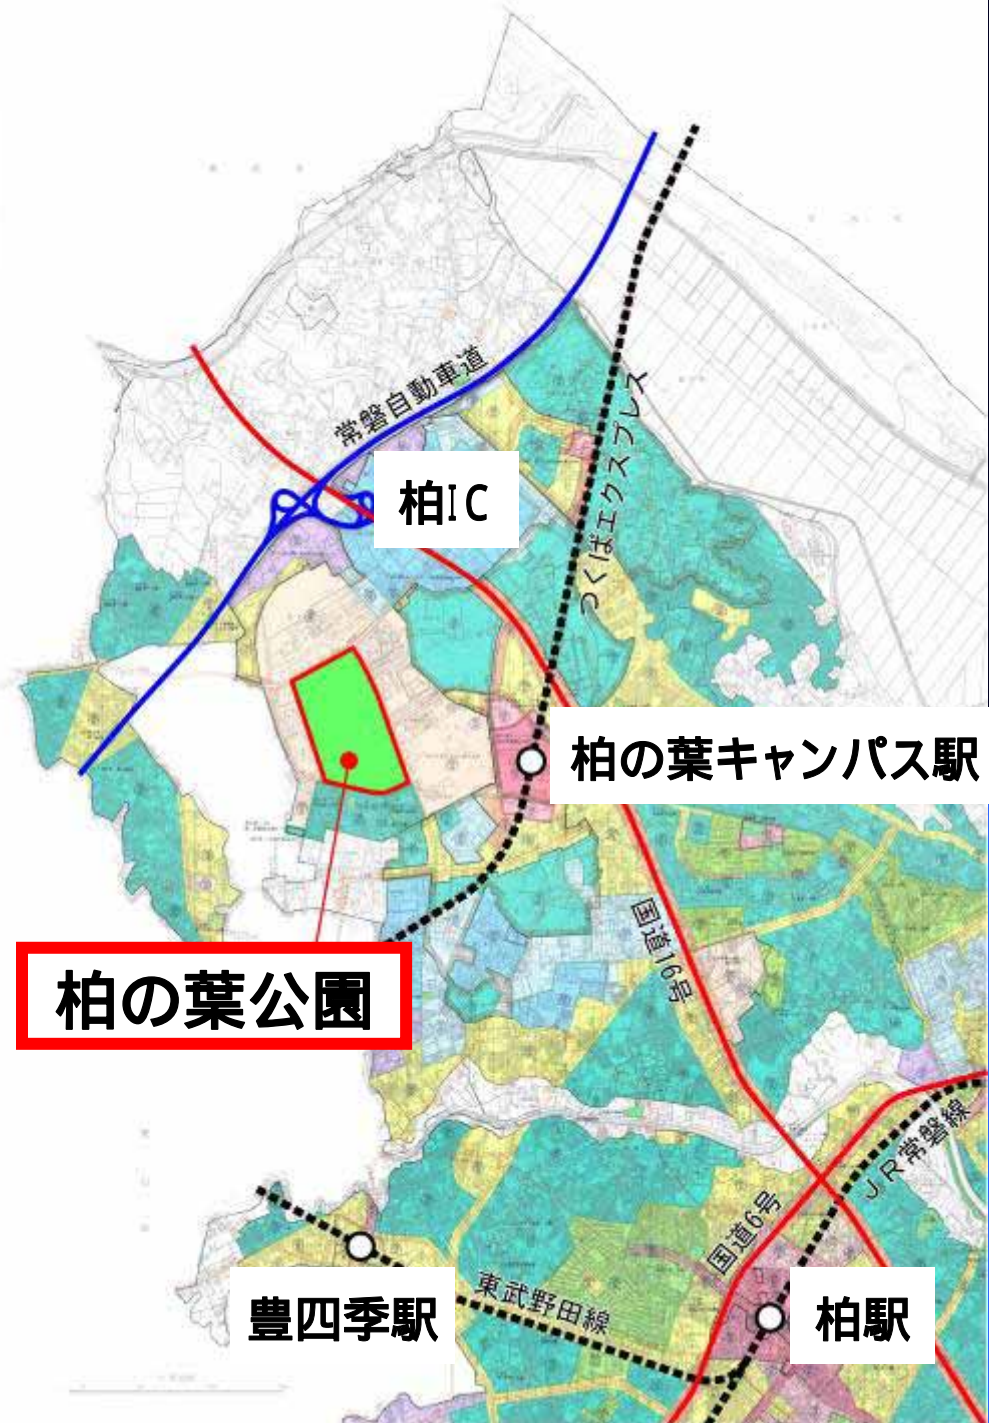 常磐自動車道
つくばエクスプレス
柏IC
柏の葉キャンパス駅
国道16号
柏の葉公園
JR常磐線
国道6号
豊四季駅
東武野田線
柏駅